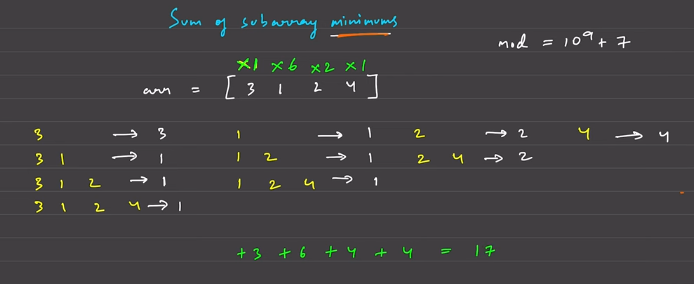 Sum of subarray minimums
mod = 10⁹ + 7
x1 x6 x2 x1
arr = [ 3 1 2 4 ]
3 → 3 1 → 1 2 → 2 4 → 4
3 1 → 1 1 2 → 1 2 4 → 2
3 1 2 → 1 1 2 4 → 1
3 1 2 4 → 1
+3 +6 +4 +4 = 17